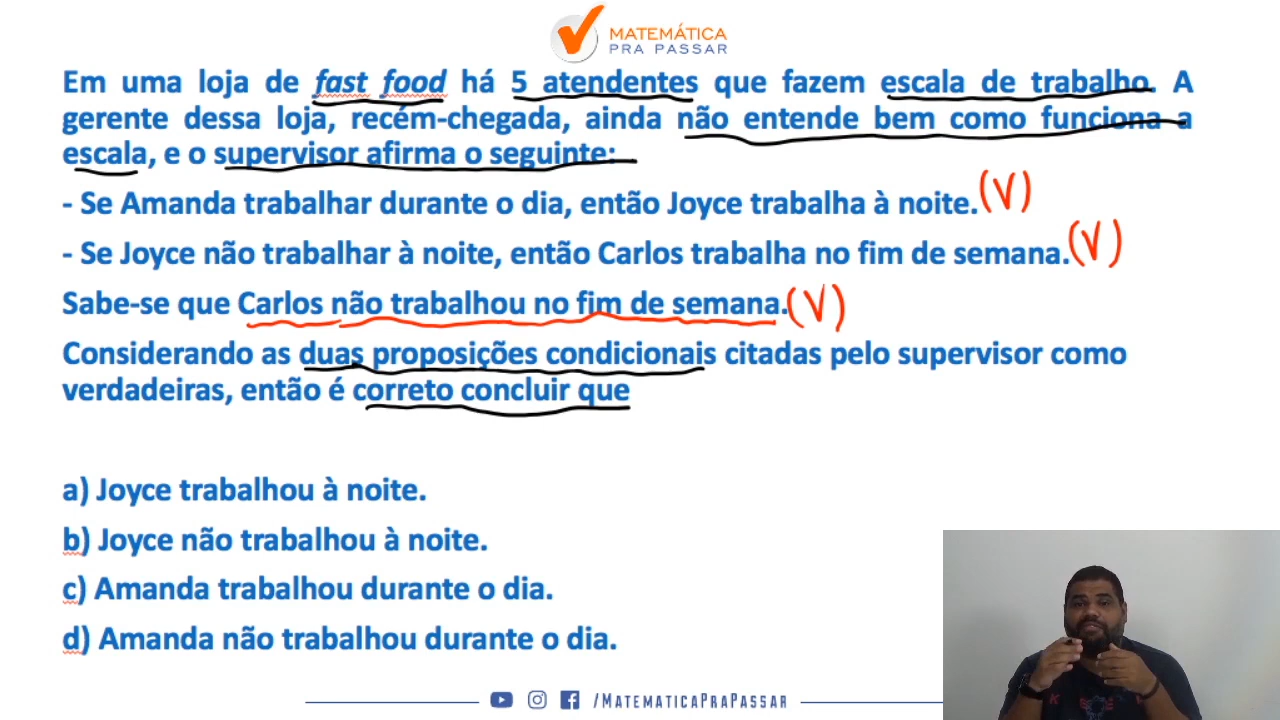 MATEMÁTICA
PRA PASSAR
Em uma loja de fast food há 5 atendentes que fazem escala de trabalho. A
gerente dessa loja, recém-chegada, ainda não entende bem como funciona a
escala, e o supervisor afirma o seguinte:
- Se Amanda trabalhar durante o dia, então Joyce trabalha à noite. (V)
- Se Joyce não trabalhar à noite, então Carlos trabalha no fim de semana. (V)
Sabe-se que Carlos não trabalhou no fim de semana. (V)
Considerando as duas proposições condicionais citadas pelo supervisor como
verdadeiras, então é correto concluir que
a) Joyce trabalhou à noite.
b) Joyce não trabalhou à noite.
c) Amanda trabalhou durante o dia.
d) Amanda não trabalhou durante o dia.
/MatematicaPraPassar